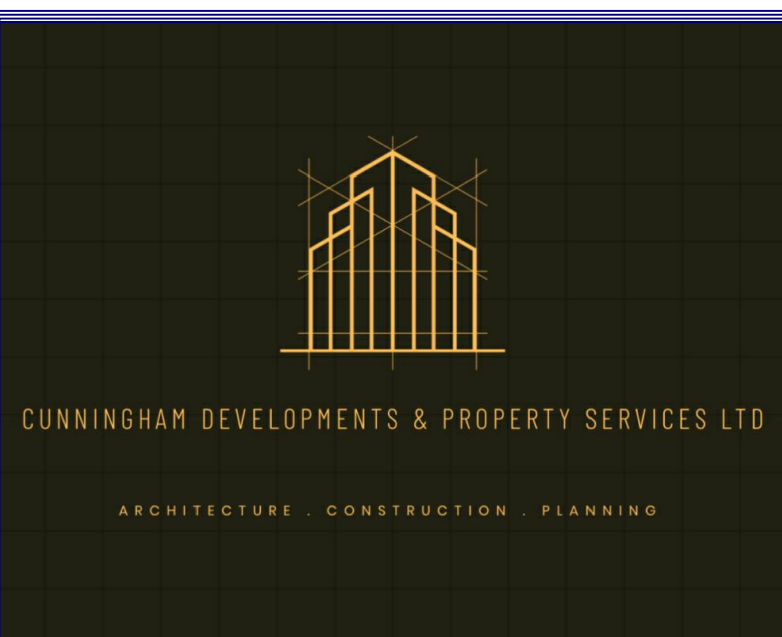 CUNNINGHAM DEVELOPMENTS & PROPERTY SERVICES LTD
ARCHITECTURE . CONSTRUCTION . PLANNING